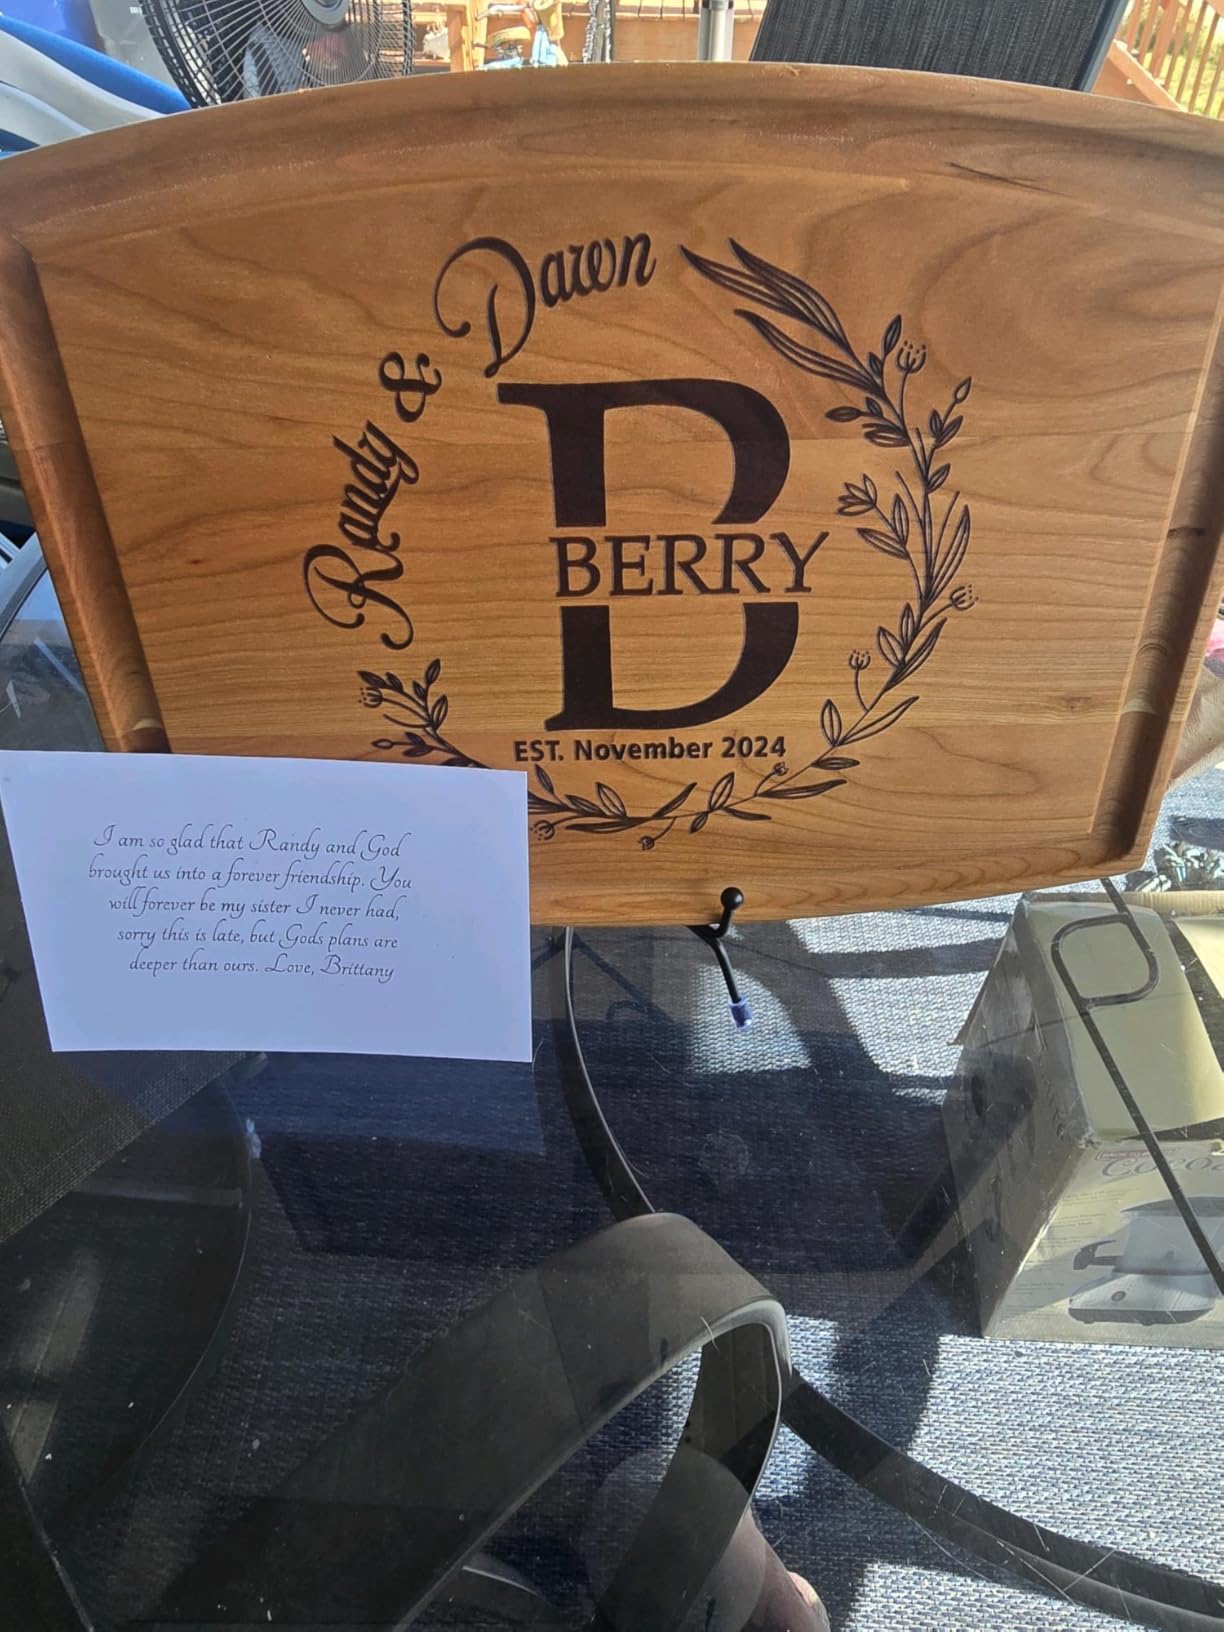 Randy & Dawn
B
BERRY
EST. November 2024
I am so glad that Randy and God
brought us into a forever friendship. You
will forever be my sister I never had,
sorry this is late, but Gods plans are
deeper than ours. Love, Brittany